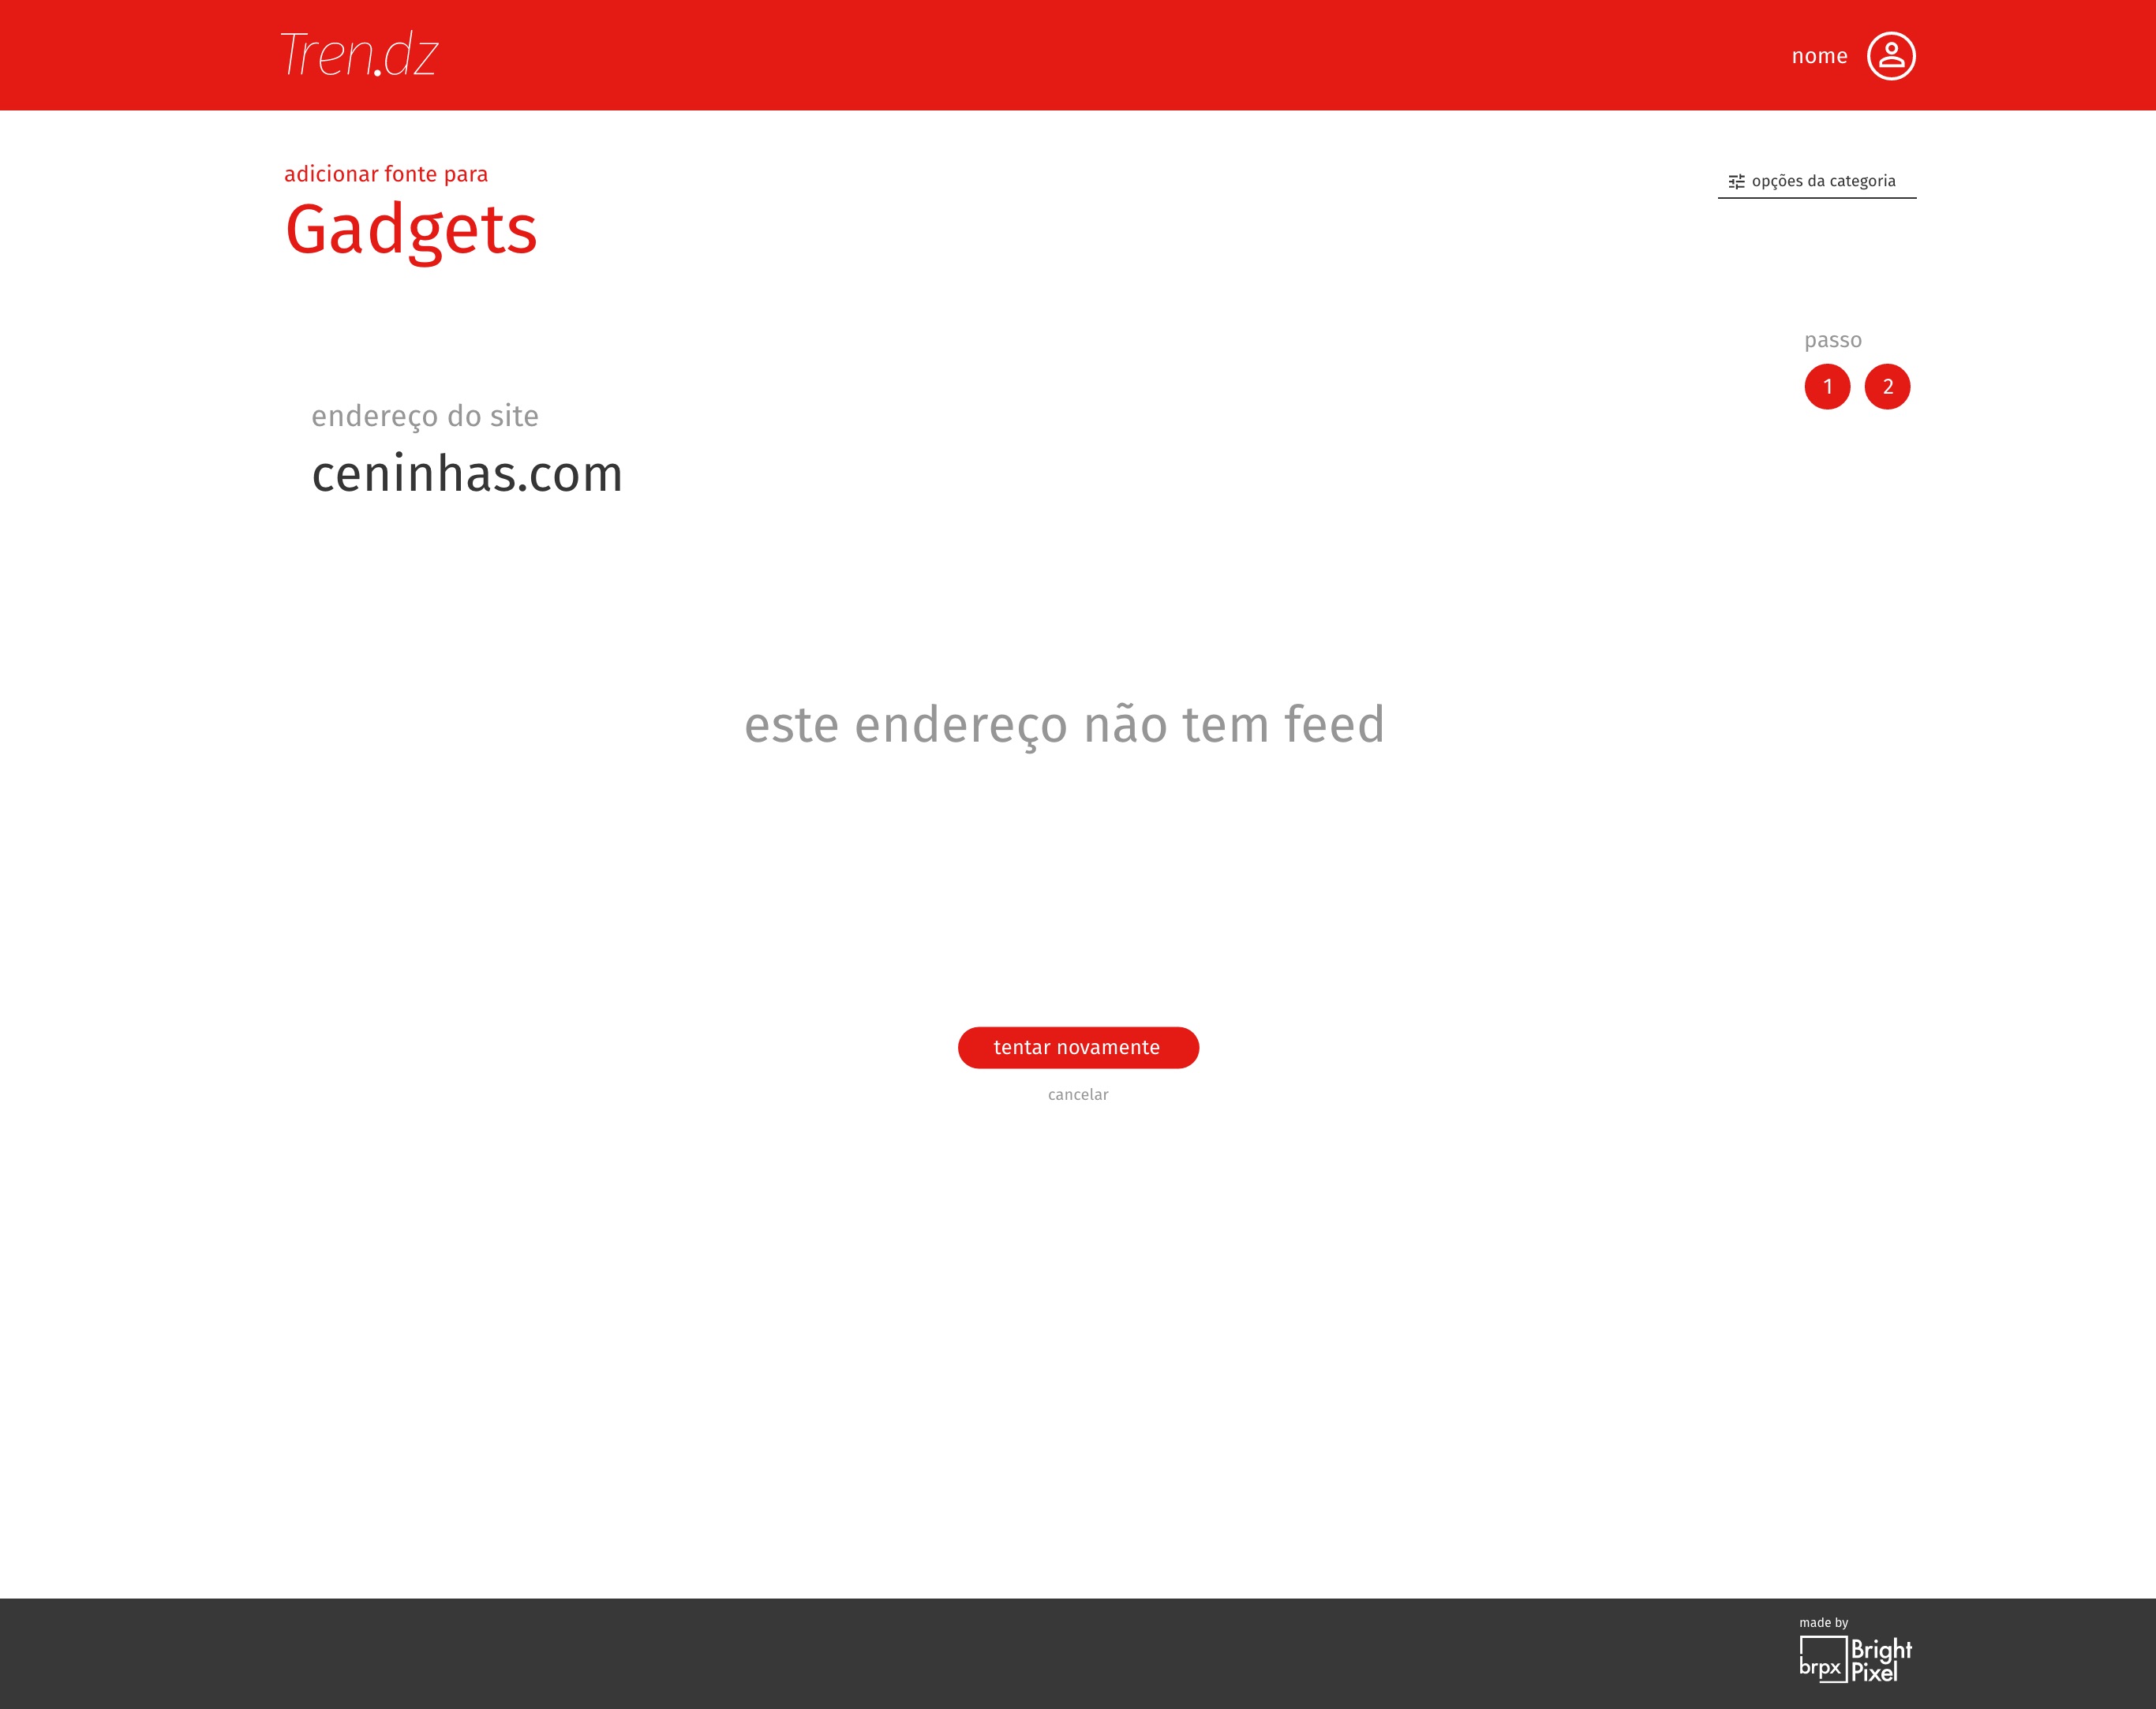 Tren.dz
nome
adicionar fonte para
Gadgets
opções da categoria
passo
1 2
endereço do site
ceninhas.com
este endereço não tem feed
tentar novamente
cancelar
made by
brpx
Bright
Pixel